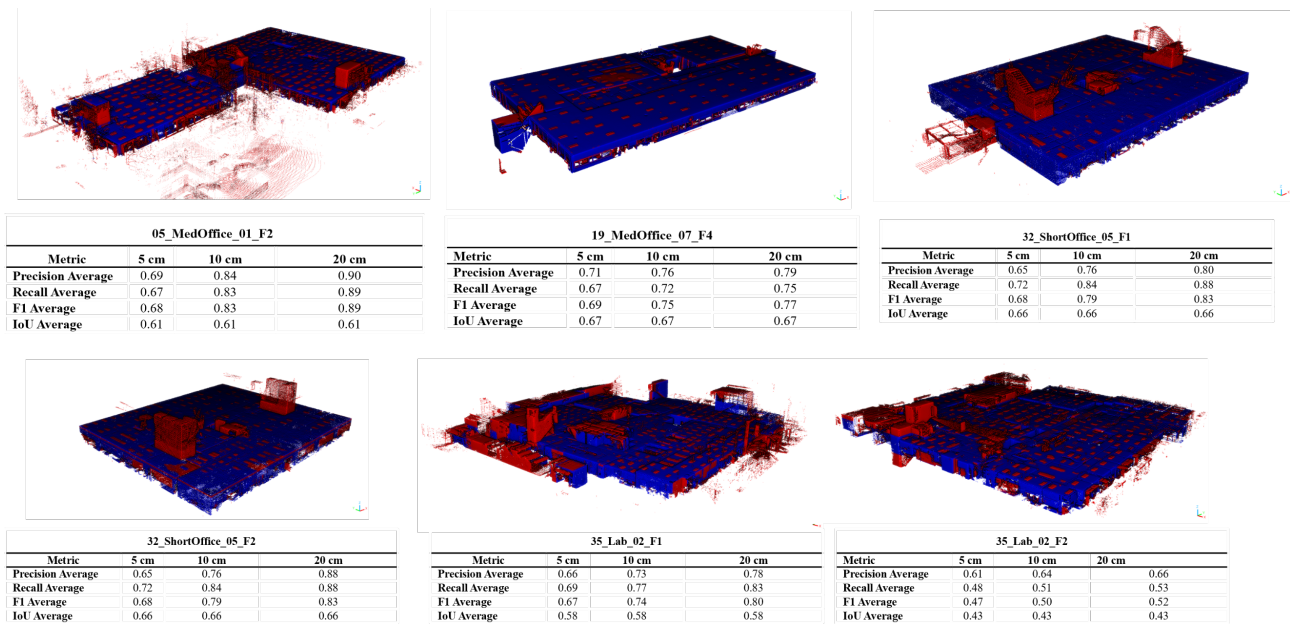 05_MedOffice_01_F2
Metric 5 cm 10 cm 20 cm
Precision Average 0.69 0.84 0.90
Recall Average 0.67 0.83 0.89
F1 Average 0.68 0.83 0.89
IoU Average 0.61 0.61 0.61
19_MedOffice_07_F4
Metric 5 cm 10 cm 20 cm
Precision Average 0.71 0.76 0.79
Recall Average 0.67 0.72 0.75
F1 Average 0.69 0.75 0.77
IoU Average 0.67 0.67 0.67
32_ShortOffice_05_F1
Metric 5 cm 10 cm 20 cm
Precision Average 0.65 0.76 0.80
Recall Average 0.72 0.84 0.88
F1 Average 0.68 0.79 0.83
IoU Average 0.66 0.66 0.66
32_ShortOffice_05_F2
Metric 5 cm 10 cm 20 cm
Precision Average 0.65 0.76 0.88
Recall Average 0.72 0.84 0.88
F1 Average 0.68 0.79 0.83
IoU Average 0.66 0.66 0.66
35_Lab_02_F1
Metric 5 cm 10 cm 20 cm
Precision Average 0.66 0.73 0.78
Recall Average 0.69 0.77 0.83
F1 Average 0.67 0.74 0.80
IoU Average 0.58 0.58 0.58
35_Lab_02_F2
Metric 5 cm 10 cm 20 cm
Precision Average 0.61 0.64 0.66
Recall Average 0.48 0.51 0.53
F1 Average 0.47 0.50 0.52
IoU Average 0.43 0.43 0.43